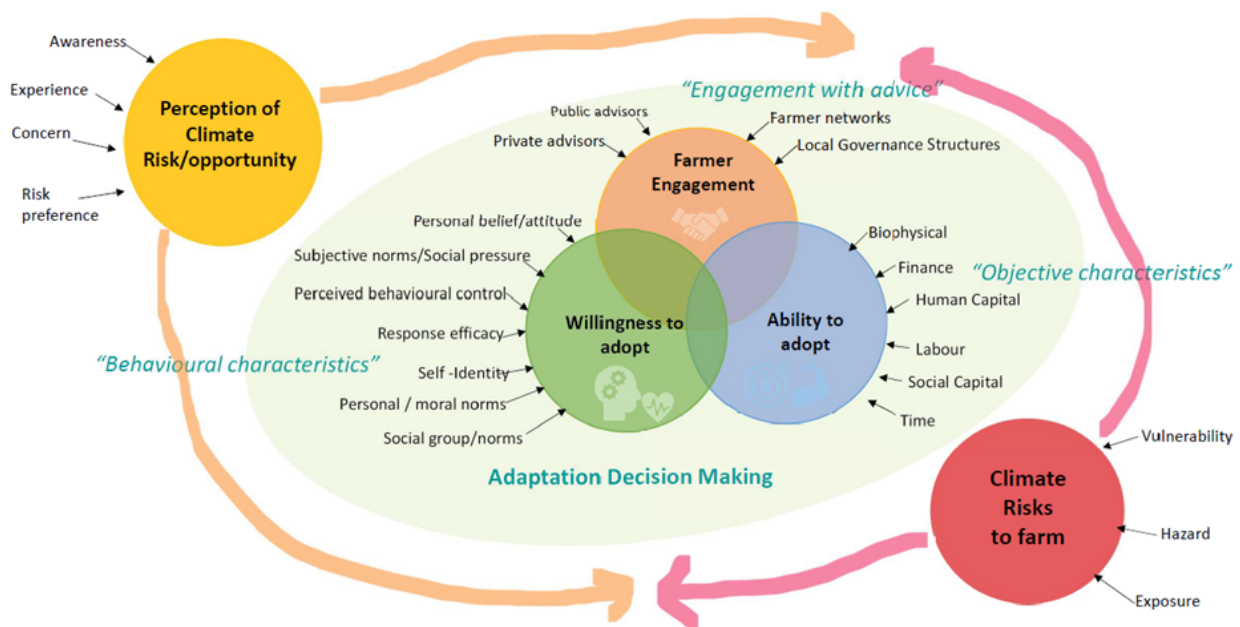 Awareness
Experience
Concern
Risk
preference
Perception of
Climate
Risk/opportunity
“Engagement with advice”
Public advisors
Private advisors
Farmer networks
Local Governance Structures
Farmer
Engagement
Personal belief/attitude
Subjective norms/Social pressure
Perceived behavioural control
Response efficacy
Self -Identity
Personal / moral norms
Social group/norms
“Behavioural characteristics”
Willingness to
adopt
Ability to
adopt
Biophysical
Finance
Human Capital
Labour
Social Capital
Time
“Objective characteristics”
Adaptation Decision Making
Climate
Risks
to farm
Vulnerability
Hazard
Exposure